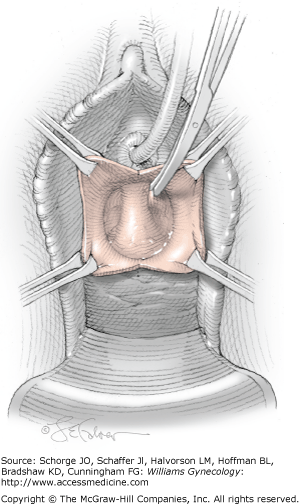 Source: Schorge JO, Schaffer JI, Halvorson LM, Hoffman BL,
Bradshaw KD, Cunningham FG: Williams Gynecology:
http://www.accessmedicine.com
Copyright © The McGraw-Hill Companies, Inc. All rights reserved.